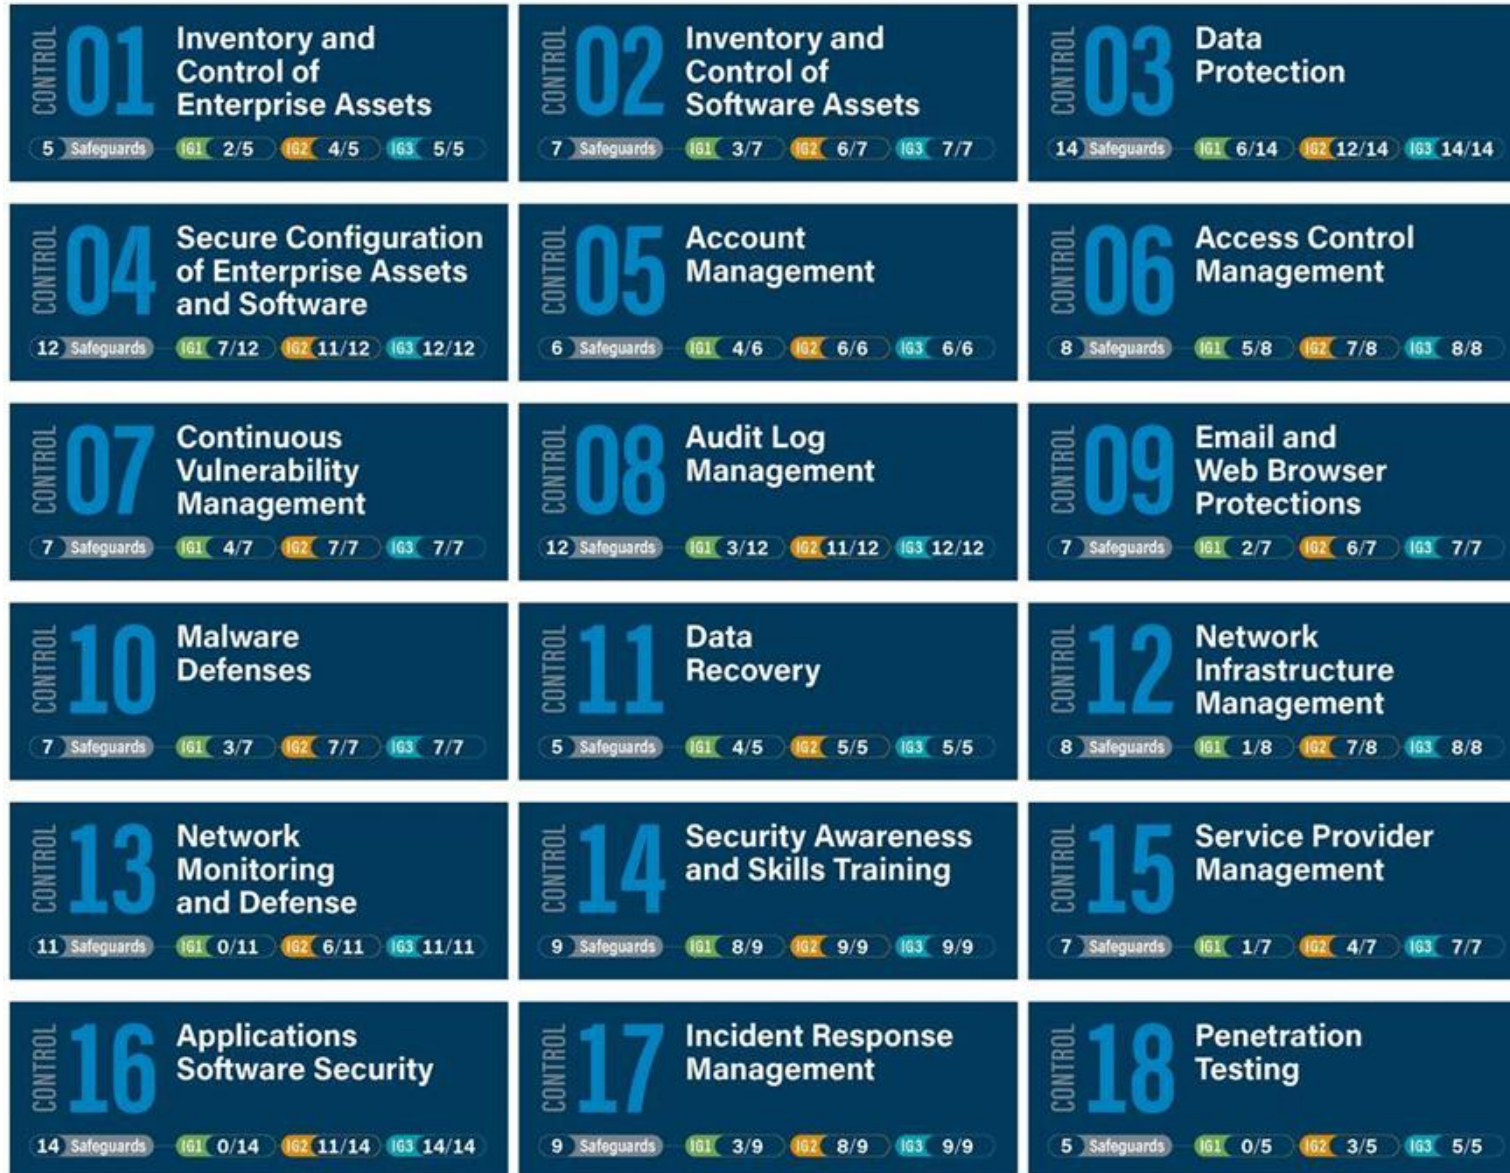 CONTROL 01
Inventory and
Control of
Enterprise Assets
5 Safeguards IG1 2/5 IG2 4/5 IG3 5/5
CONTROL 02
Inventory and
Control of
Software Assets
7 Safeguards IG1 3/7 IG2 6/7 IG3 7/7
CONTROL 03
Data
Protection
14 Safeguards IG1 6/14 IG2 12/14 IG3 14/14
CONTROL 04
Secure Configuration
of Enterprise Assets
and Software
12 Safeguards IG1 7/12 IG2 11/12 IG3 12/12
CONTROL 05
Account
Management
6 Safeguards IG1 4/6 IG2 6/6 IG3 6/6
CONTROL 06
Access Control
Management
8 Safeguards IG1 5/8 IG2 7/8 IG3 8/8
CONTROL 07
Continuous
Vulnerability
Management
7 Safeguards IG1 4/7 IG2 7/7 IG3 7/7
CONTROL 08
Audit Log
Management
12 Safeguards IG1 3/12 IG2 11/12 IG3 12/12
CONTROL 09
Email and
Web Browser
Protections
7 Safeguards IG1 2/7 IG2 6/7 IG3 7/7
CONTROL 10
Malware
Defenses
7 Safeguards IG1 3/7 IG2 7/7 IG3 7/7
CONTROL 11
Data
Recovery
5 Safeguards IG1 4/5 IG2 5/5 IG3 5/5
CONTROL 12
Network
Infrastructure
Management
8 Safeguards IG1 1/8 IG2 7/8 IG3 8/8
CONTROL 13
Network
Monitoring
and Defense
11 Safeguards IG1 0/11 IG2 6/11 IG3 11/11
CONTROL 14
Security Awareness
and Skills Training
9 Safeguards IG1 8/9 IG2 9/9 IG3 9/9
CONTROL 15
Service Provider
Management
7 Safeguards IG1 1/7 IG2 4/7 IG3 7/7
CONTROL 16
Applications
Software Security
14 Safeguards IG1 0/14 IG2 11/14 IG3 14/14
CONTROL 17
Incident Response
Management
9 Safeguards IG1 3/9 IG2 8/9 IG3 9/9
CONTROL 18
Penetration
Testing
5 Safeguards IG1 0/5 IG2 3/5 IG3 5/5